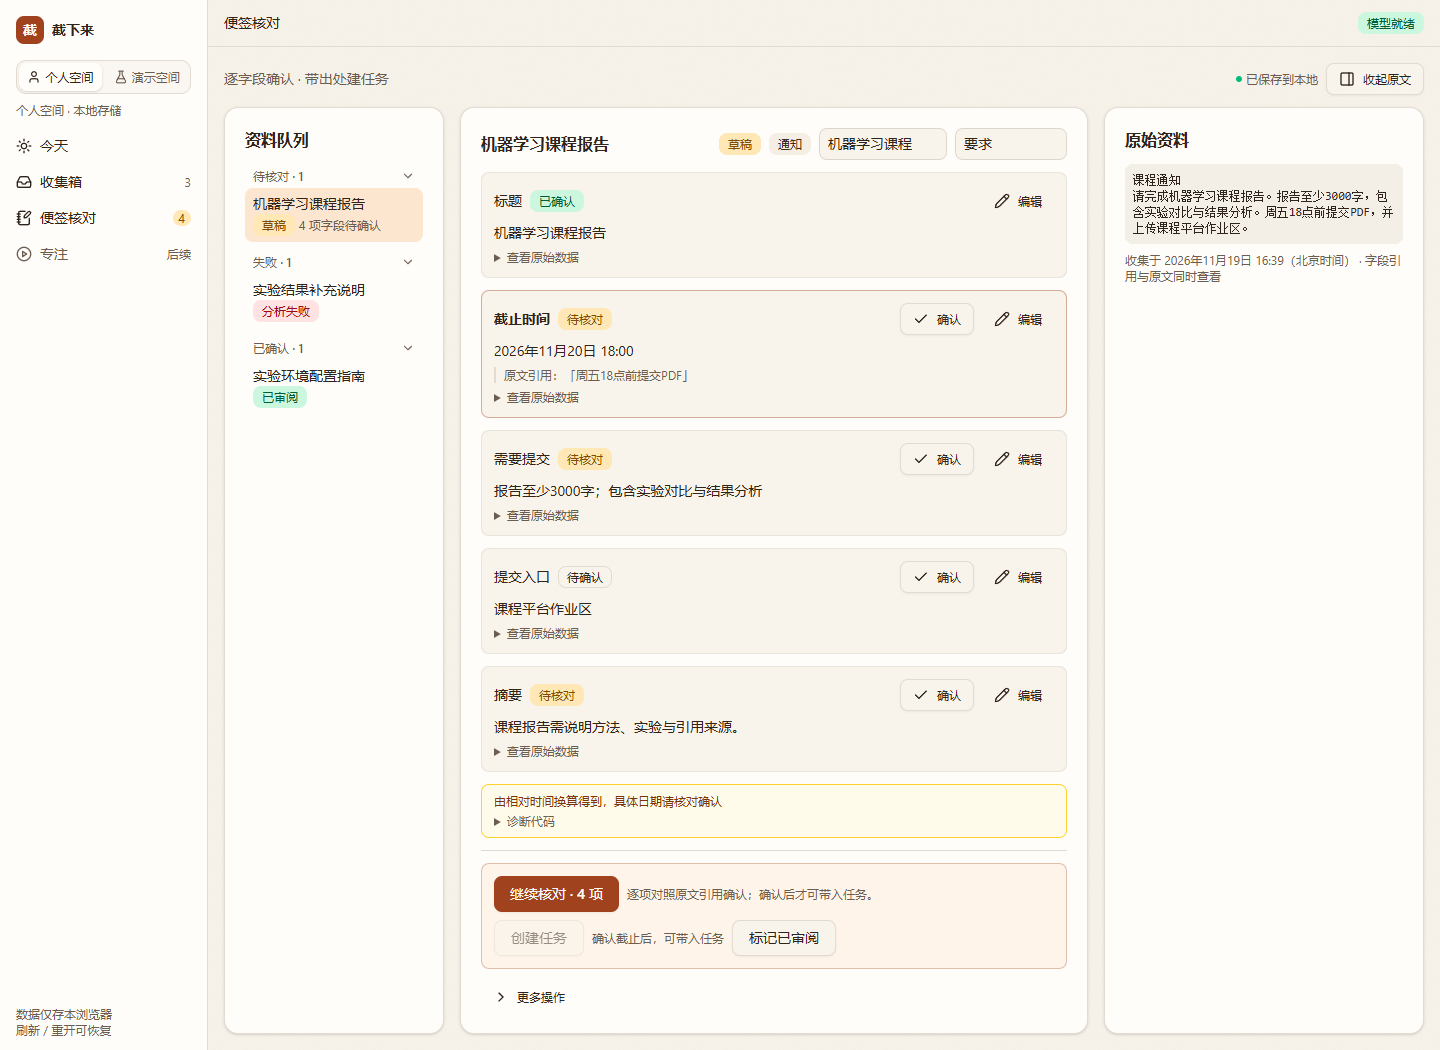 截 截下来
个人空间 演示空间
个人空间 · 本地存储
今天
收集箱 3
便签核对 4
专注 后续
数据仅存本浏览器
刷新 / 重开可恢复
便签核对
模型就绪
逐字段确认 · 带出处建任务
已保存到本地
收起原文
资料队列
待核对 · 1
机器学习课程报告
草稿 4 项字段待确认
失败 · 1
实验结果补充说明
分析失败
已确认 · 1
实验环境配置指南
已审阅
机器学习课程报告 草稿 通知 机器学习课程 要求
标题 已确认 编辑
机器学习课程报告
查看原始数据
截止时间 待核对 确认 编辑
2026年11月20日 18:00
原文引用：「周五18点前提交PDF」
查看原始数据
需要提交 待核对 确认 编辑
报告至少3000字；包含实验对比与结果分析
查看原始数据
提交入口 待确认 确认 编辑
课程平台作业区
查看原始数据
摘要 待核对 确认 编辑
课程报告需说明方法、实验与引用来源。
查看原始数据
由相对时间换算得到，具体日期请核对确认
诊断代码
继续核对 · 4 项 逐项对照原文引用确认；确认后才可带入任务。
创建任务 确认截止后，可带入任务 标记已审阅
更多操作
原始资料
课程通知
请完成机器学习课程报告。报告至少3000字，包
含实验对比与结果分析。周五18点前提交PDF，并
上传课程平台作业区。
收集于 2026年11月19日 16:39（北京时间） · 字段引
用与原文同时查看